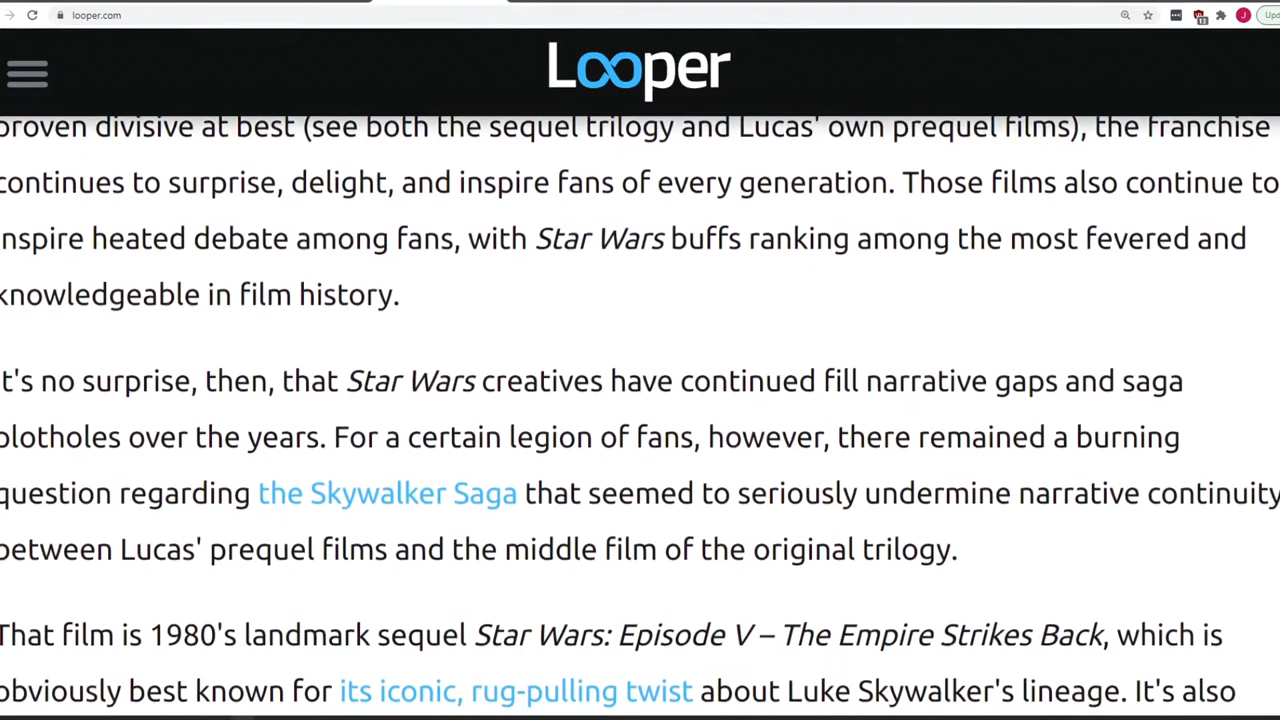 looper.com
J
Upd
Looper
proven divisive at best (see both the sequel trilogy and Lucas' own prequel films), the franchise
continues to surprise, delight, and inspire fans of every generation. Those films also continue to
inspire heated debate among fans, with Star Wars buffs ranking among the most fevered and
knowledgeable in film history.
It's no surprise, then, that Star Wars creatives have continued fill narrative gaps and saga
plotholes over the years. For a certain legion of fans, however, there remained a burning
question regarding the Skywalker Saga that seemed to seriously undermine narrative continuity
between Lucas' prequel films and the middle film of the original trilogy.
That film is 1980's landmark sequel Star Wars: Episode V – The Empire Strikes Back, which is
obviously best known for its iconic, rug-pulling twist about Luke Skywalker's lineage. It's also